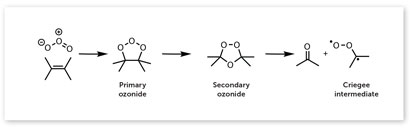 ⊖ ⊕
O O O
O O O
O O
O
O
+
• O O •
Primary ozonide
Secondary ozonide
Criegee intermediate